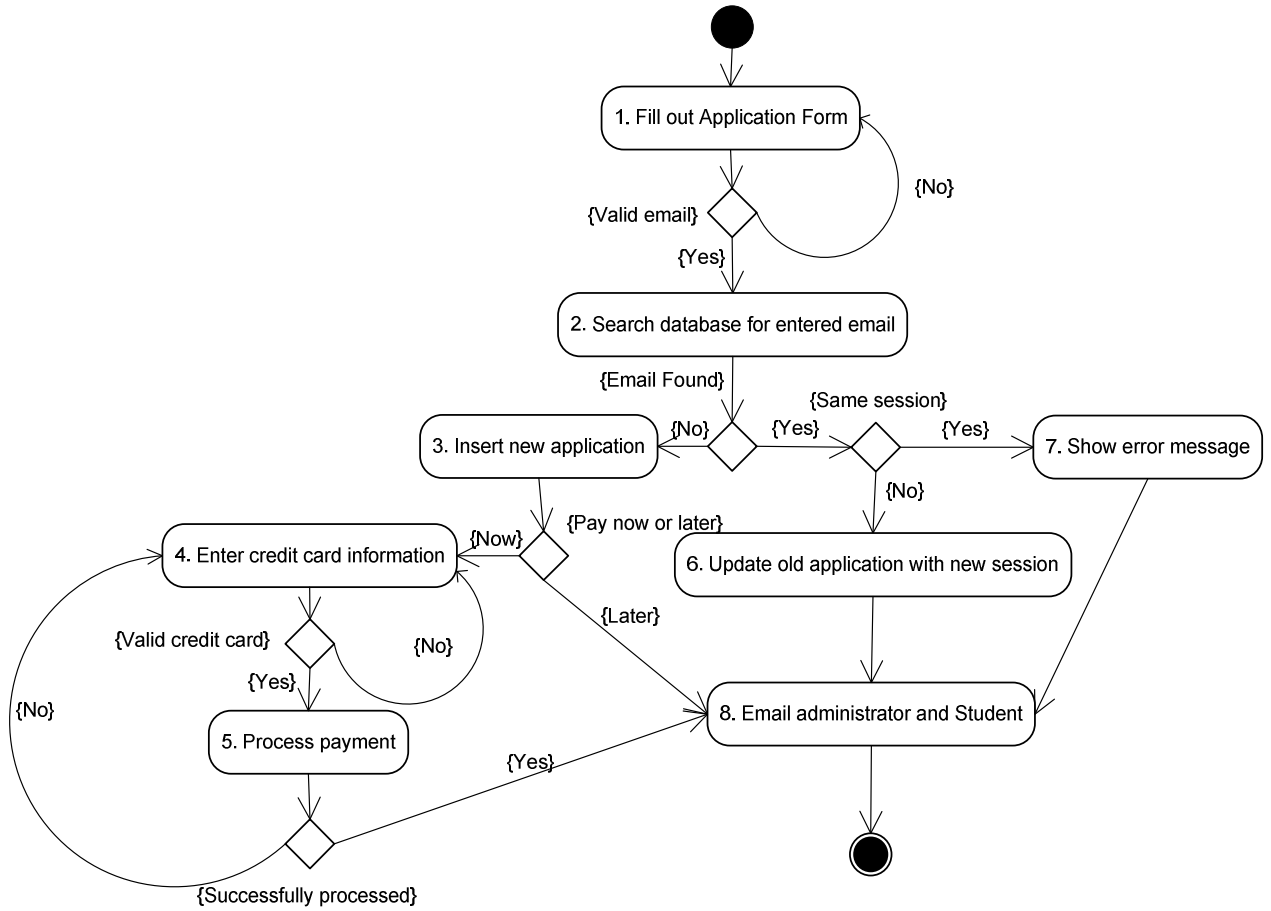 1. Fill out Application Form
{No}
{Valid email}
{Yes}
2. Search database for entered email
{Email Found}
{Same session}
{No}
{Yes}
{Yes}
3. Insert new application
7. Show error message
{No}
{Pay now or later}
{Now}
4. Enter credit card information
6. Update old application with new session
{Later}
{Valid credit card}
{No}
{Yes}
{No}
8. Email administrator and Student
5. Process payment
{Yes}
{Successfully processed}